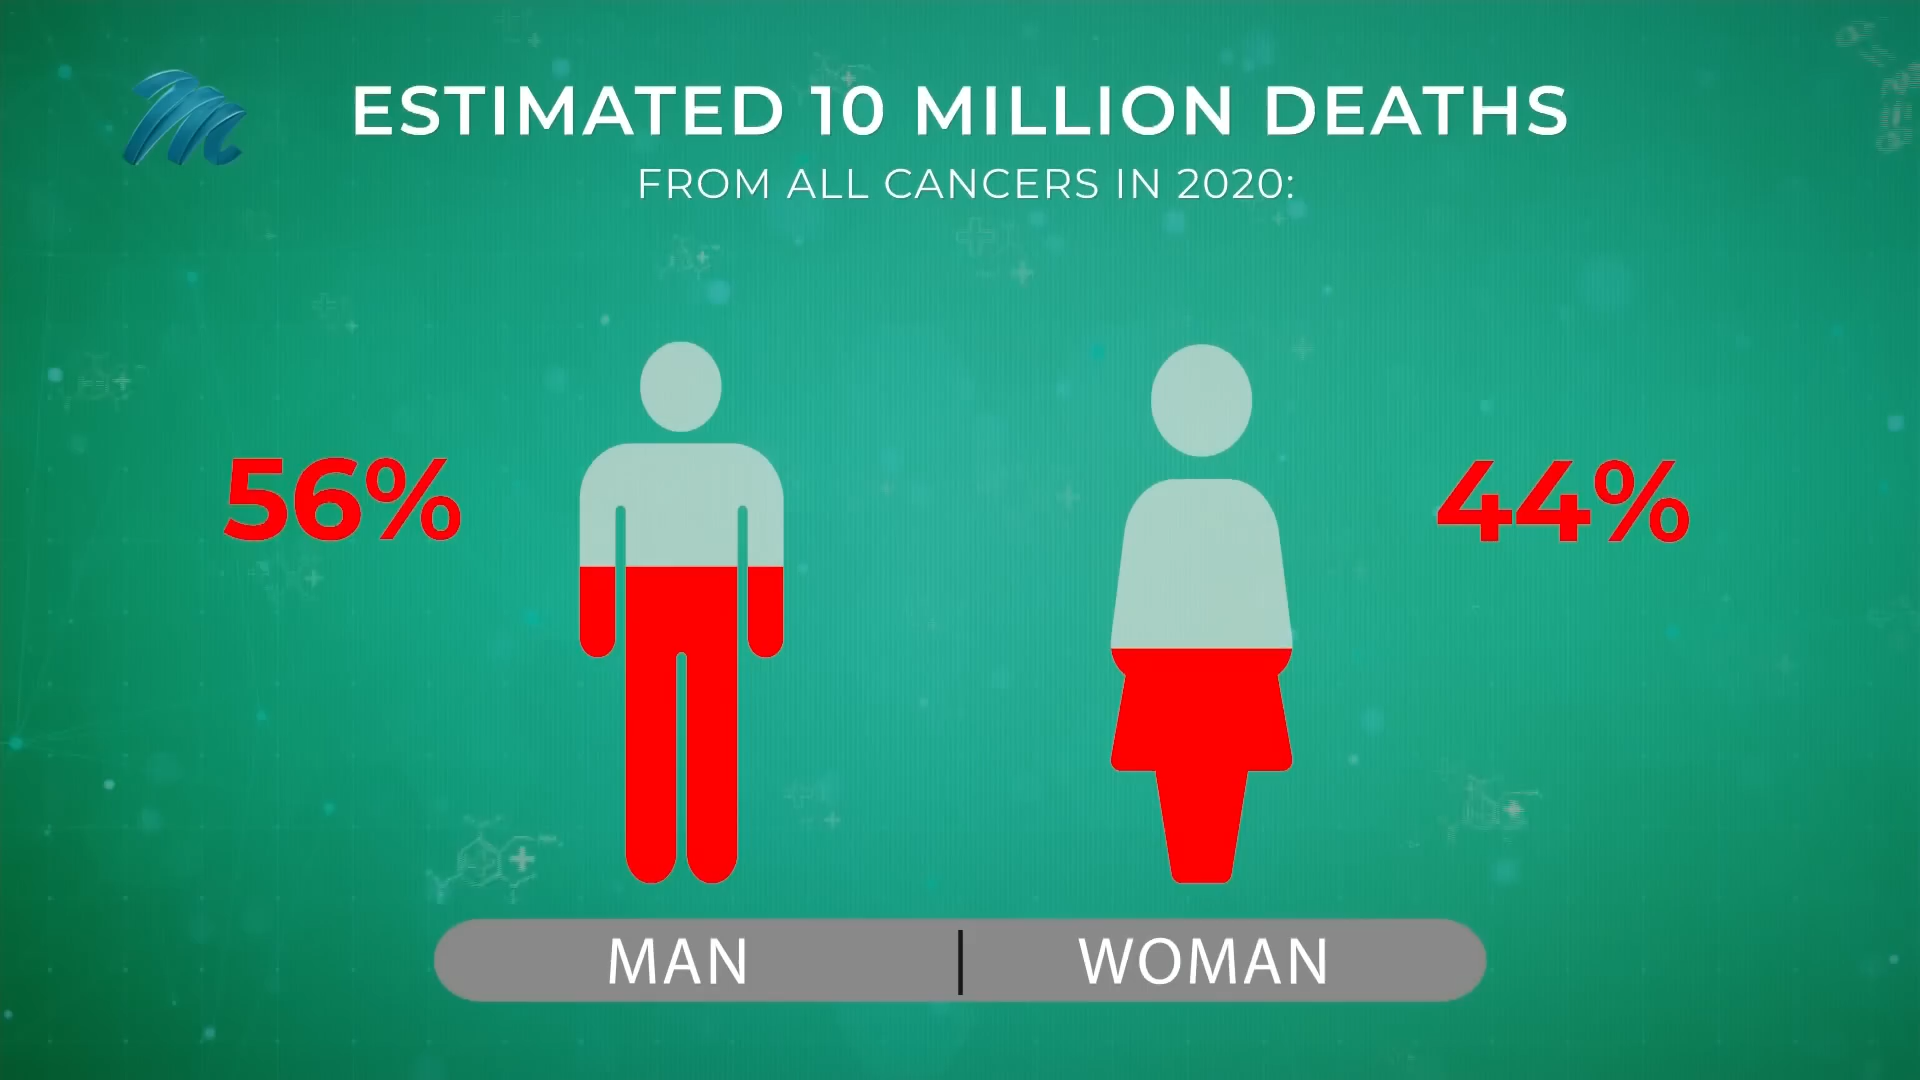 ESTIMATED 10 MILLION DEATHS
FROM ALL CANCERS IN 2020:
56%
44%
MAN | WOMAN